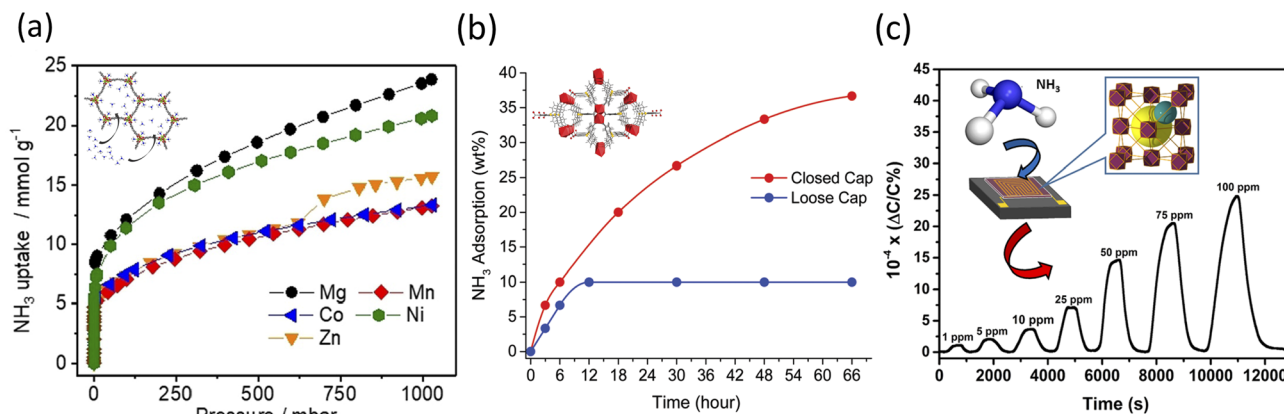 (a)
NH3 uptake / mmol g-1
25
20
15
10
5
0
0 250 500 750 1000
Mg Mn
Co Ni
Zn
Pressure / mbar
(b)
NH3 Adsorption (wt%)
40
35
30
25
20
15
10
5
0
Closed Cap
Loose Cap
0 6 12 18 24 30 36 42 48 54 60 66
Time (hour)
(c)
10-4 x (ΔC/C%)
45
40
35
30
25
20
15
10
5
0
NH3
1 ppm
5 ppm
10 ppm
25 ppm
50 ppm
75 ppm
100 ppm
0 2000 4000 6000 8000 10000 12000
Time (s)